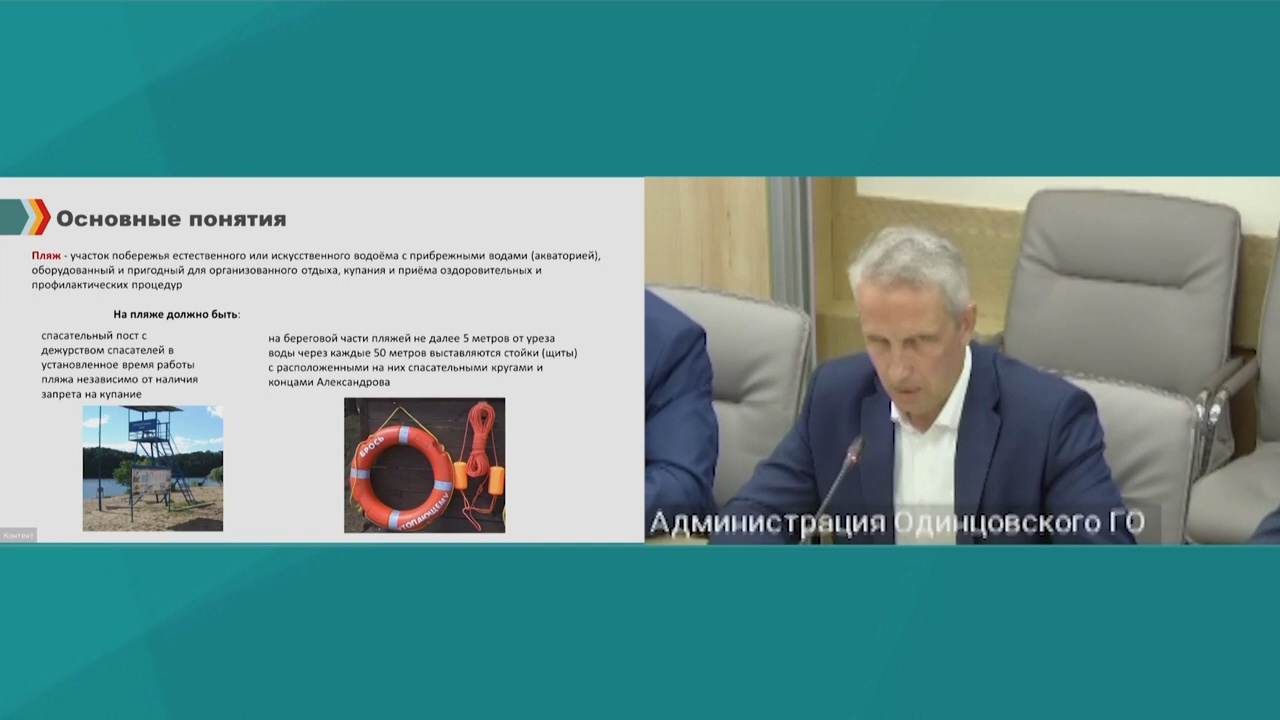 Основные понятия
Пляж - участок побережья естественного или искусственного водоёма с прибрежными водами (акваторией),
оборудованный и пригодный для организованного отдыха, купания и приёма оздоровительных и
профилактических процедур
На пляже должно быть:
спасательный пост с
дежурством спасателей в
установленное время работы
пляжа независимо от наличия
запрета на купание
на береговой части пляжей не далее 5 метров от уреза
воды через каждые 50 метров выставляются стойки (щиты)
с расположенными на них спасательными кругами и
концами Александрова
БРОСЬ
УТОПАЮЩЕМУ
Контент
Администрация Одинцовского ГО